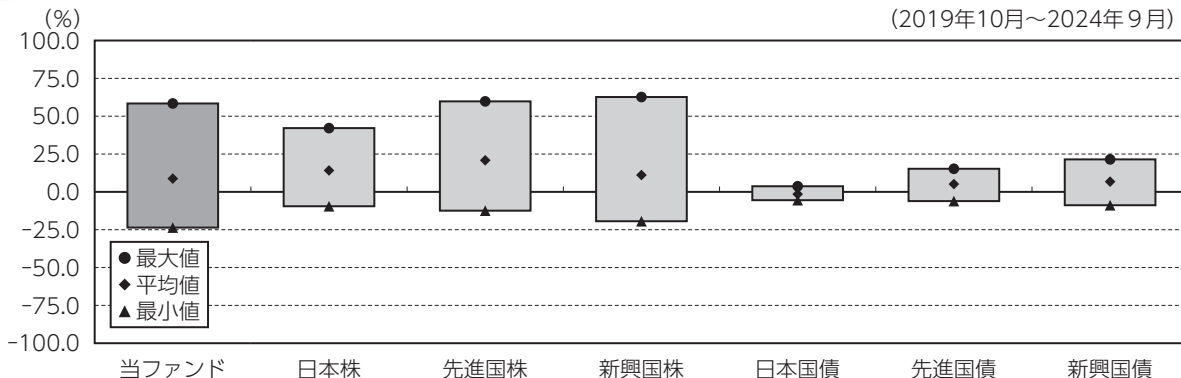 (%)
(2019年10月～2024年9月)
100.0
75.0
50.0
25.0
0.0
-25.0
-50.0
-75.0
-100.0
●最大値
◆平均値
▲最小値
当ファンド 日本株 先進国株 新興国株 日本国債 先進国債 新興国債